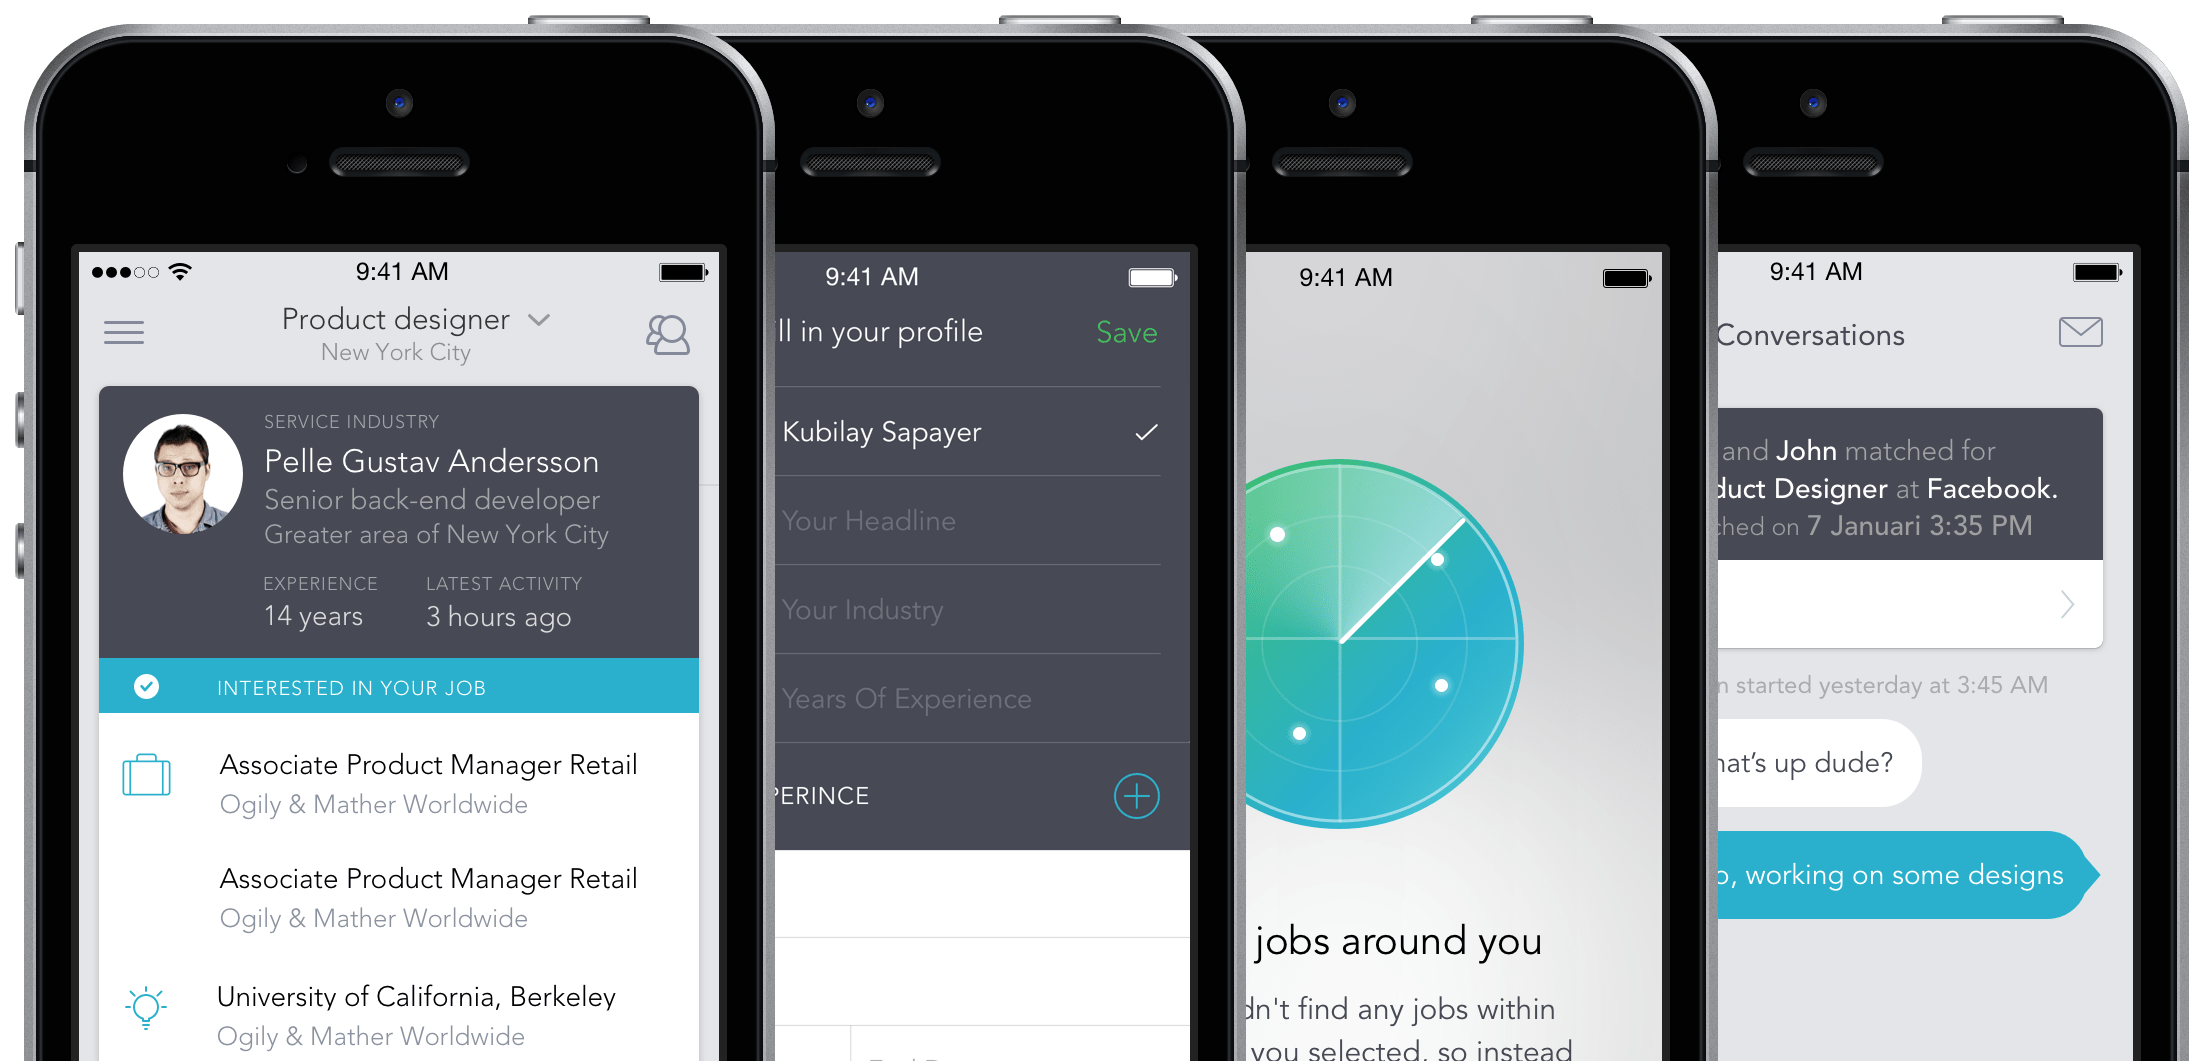 9:41 AM
Product designer
New York City
SERVICE INDUSTRY
Pelle Gustav Andersson
Senior back-end developer
Greater area of New York City
EXPERIENCE
14 years
LATEST ACTIVITY
3 hours ago
INTERESTED IN YOUR JOB
Associate Product Manager Retail
Ogily & Mather Worldwide
Associate Product Manager Retail
Ogily & Mather Worldwide
University of California, Berkeley
Ogily & Mather Worldwide
9:41 AM
ill in your profile
Save
Kubilay Sapayer
Your Headline
Your Industry
Years Of Experience
PERINCE
9:41 AM
jobs around you
dn't find any jobs within
you selected, so instead
9:41 AM
Conversations
and John matched for
duct Designer at Facebook.
ched on 7 Januari 3:35 PM
n started yesterday at 3:45 AM
hat's up dude?
o, working on some designs